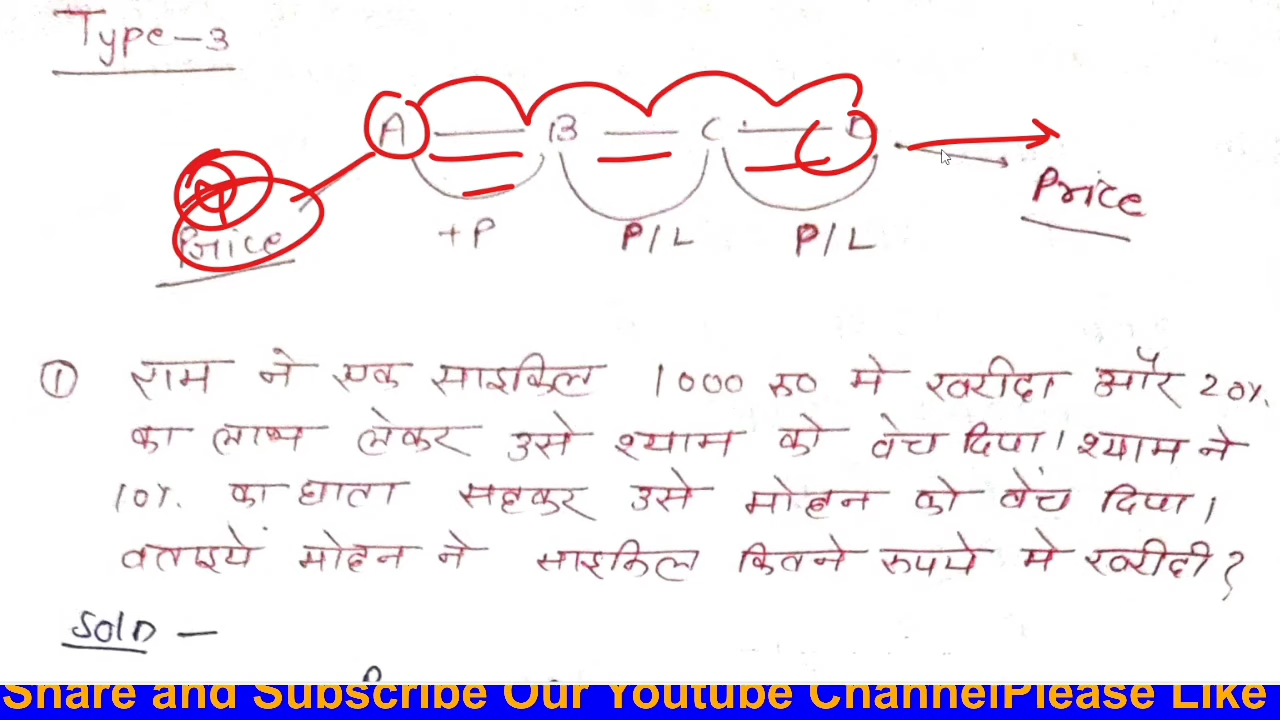 Type-3
A B C D
Price
Price
+P P/L P/L
① राम ने एक साइकिल 1000 रु० मे खरीदा और 20%
का लाभ लेकर उसे श्याम को बेच दिया। श्याम ने
10% का घाटा सहकर उसे मोहन को बेंच दिया।
बताइयें मोहन ने साइकिल कितने रुपये मे खरीदी?
Soln —
Share and Subscribe Our Youtube ChannelPlease Like